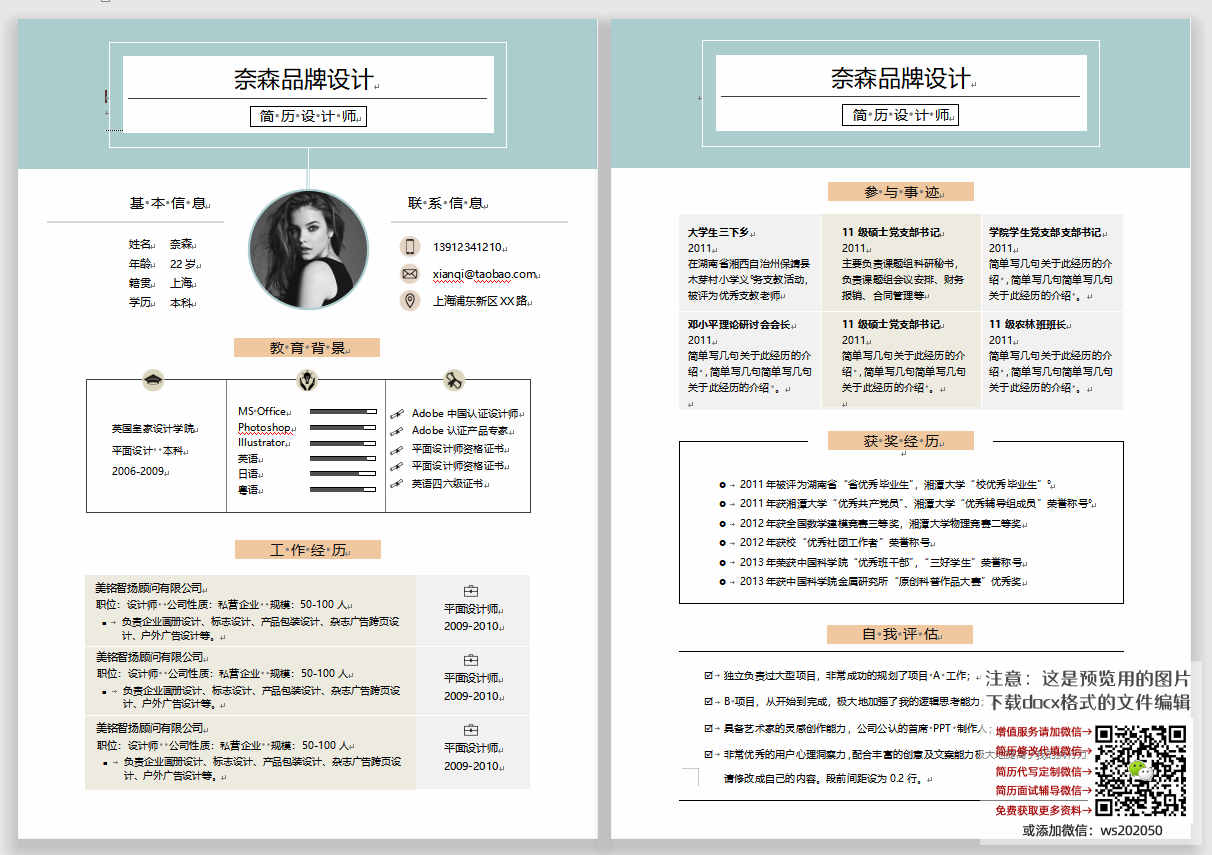 奈森品牌设计
简历设计师
基本信息
姓名 奈森
年龄 22岁
籍贯 上海
学历 本科
联系信息
13912341210
xianqi@taobao.com
上海浦东新区XX路
教育背景
英国皇家设计学院
平面设计 本科
2006-2009
MS Office
Photoshop
Illustrator
英语
日语
粤语
Adobe 中国认证设计师
Adobe 认证产品专家
平面设计师资格证书
平面设计师资格证书
英语四六级证书
工作经历
美铭智扬顾问有限公司
职位：设计师 公司性质：私营企业 规模：50-100 人
负责企业画册设计、标志设计、产品包装设计、杂志广告跨页设
计、户外广告设计等。
平面设计师
2009-2010
美铭智扬顾问有限公司
职位：设计师 公司性质：私营企业 规模：50-100 人
负责企业画册设计、标志设计、产品包装设计、杂志广告跨页设
计、户外广告设计等。
平面设计师
2009-2010
美铭智扬顾问有限公司
职位：设计师 公司性质：私营企业 规模：50-100 人
负责企业画册设计、标志设计、产品包装设计、杂志广告跨页设
计、户外广告设计等。
平面设计师
2009-2010
奈森品牌设计
简历设计师
参与事迹
大学生三下乡
2011
在湖南省湘西自治州保靖县
木芽村小学义务支教活动，
被评为优秀支教老师
11 级硕士党支部书记
2011
主要负责课题组科研秘书，
负责课题组会议安排、财务
报销、合同管理等
学院学生党支部支部书记
2011
简单写几句关于此经历的介
绍，简单写几句简单写几句
关于此经历的介绍。
邓小平理论研讨会会长
2011
简单写几句关于此经历的介
绍，简单写几句简单写几句
关于此经历的介绍。
11 级硕士党支部书记
2011
简单写几句关于此经历的介
绍，简单写几句简单写几句
关于此经历的介绍。
11 级农林班班长
2011
简单写几句关于此经历的介
绍，简单写几句简单写几句
关于此经历的介绍。
获奖经历
2011 年被评为湖南省“省优秀毕业生”，湘潭大学“校优秀毕业生”
2011 年获湘潭大学“优秀共产党员”、湘潭大学“优秀辅导组成员”荣誉称号
2012 年获全国数学建模竞赛三等奖，湘潭大学物理竞赛二等奖
2012 年获校“优秀社团工作者”荣誉称号
2013 年荣获中国科学院“优秀班干部”，“三好学生”荣誉称号
2013 年获中国科学院金属研究所“原创科普作品大赛”优秀奖
自我评估
独立负责过大型项目，非常成功的规划了项目 A 工作；
B 项目，从开始到完成，极大地加强了我的逻辑思考能力；
具备艺术家的灵感创作能力，公司公认的首席 PPT 制作人；
非常优秀的用户心理洞察力，配合丰富的创意及文案能力极大地
请修改成自己的内容。段前间距设为 0.2 行。
注意：这是预览用的图片
下载docx格式的文件编辑
增值服务请加微信→
简历修改代填微信→
简历代写定制微信→
简历面试辅导微信→
免费获取更多资料→
或添加微信：ws202050